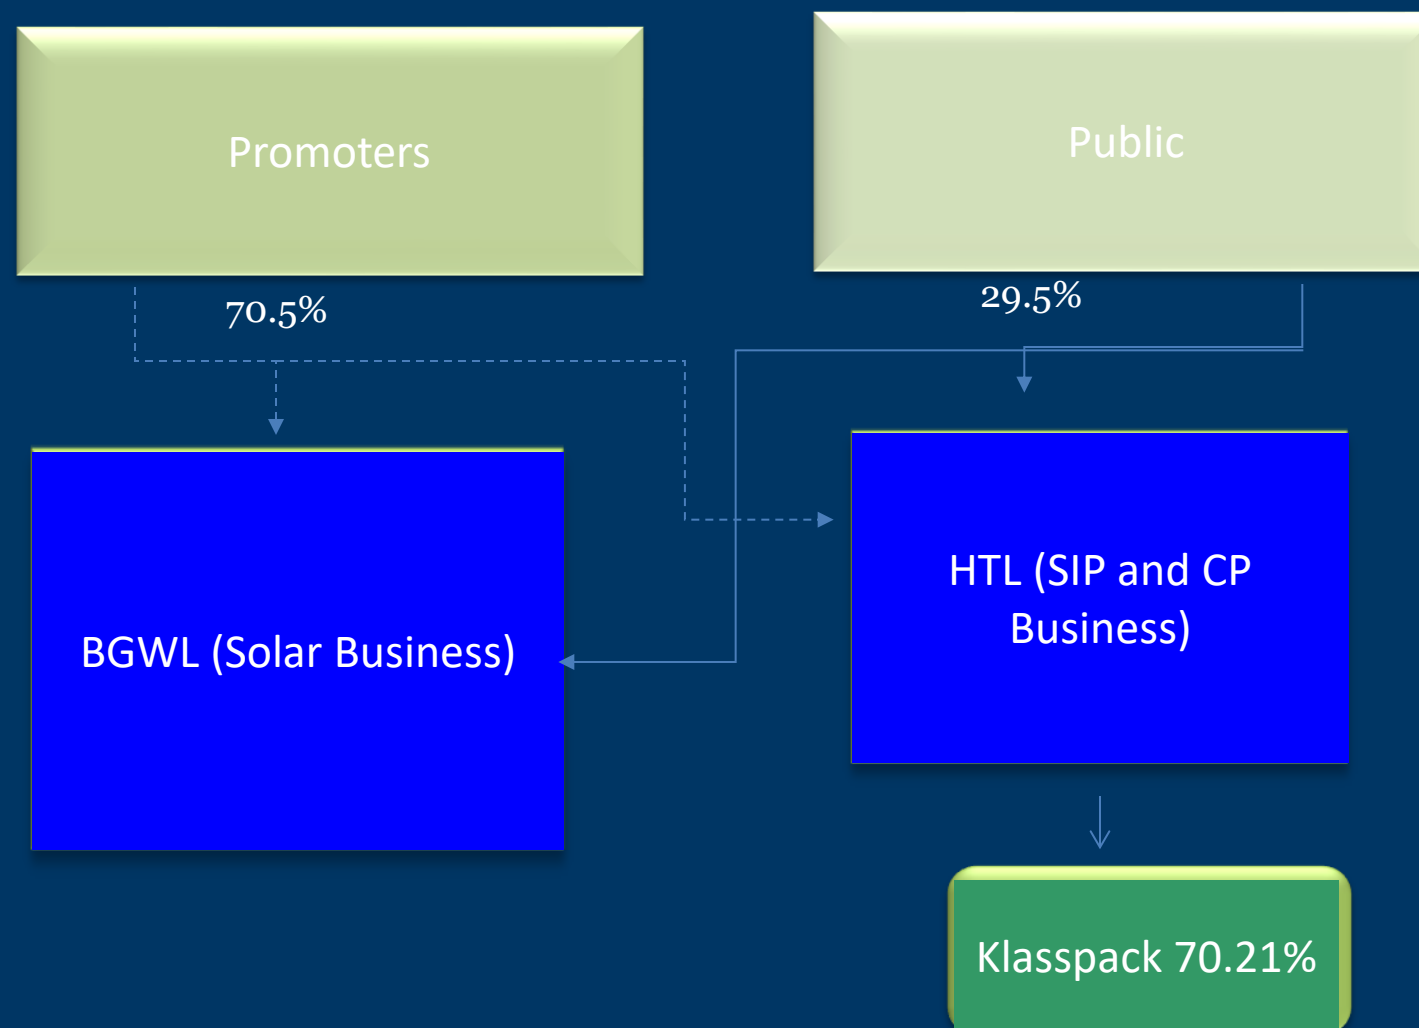 Promoters
Public
70.5%
29.5%
BGWL (Solar Business)
HTL (SIP and CP
Business)
Klasspack 70.21%